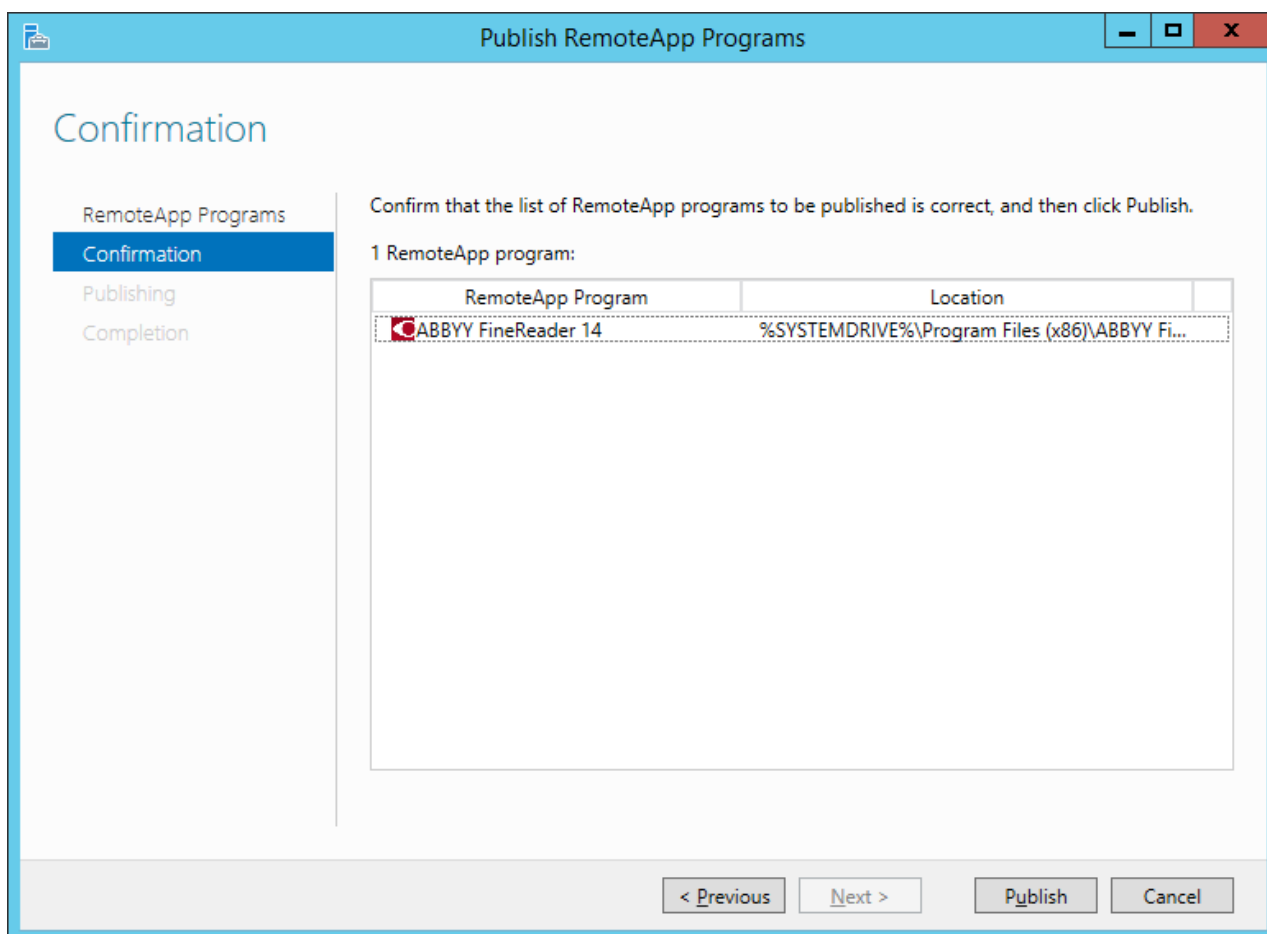 Publish RemoteApp Programs
Confirmation
RemoteApp Programs
Confirmation
Publishing
Completion
Confirm that the list of RemoteApp programs to be published is correct, and then click Publish.
1 RemoteApp program:
RemoteApp Program Location
ABBYY FineReader 14 %SYSTEMDRIVE%\Program Files (x86)\ABBYY Fi...
< Previous Next > Publish Cancel